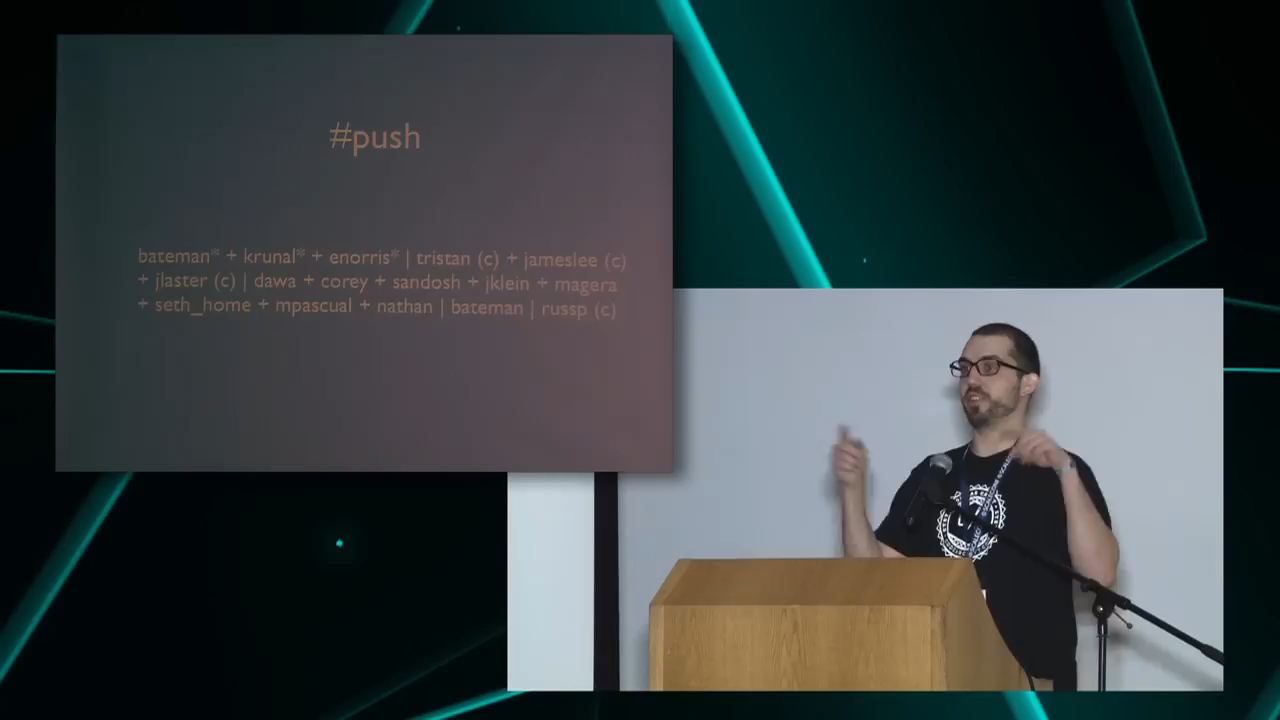 #push
bateman* + krunal* + enorris* | tristan (c) + jameslee (c)
+ jlaster (c) | dawa + corey + sandosh + jklein + magera
+ seth_home + mpascual + nathan | bateman | russp (c)